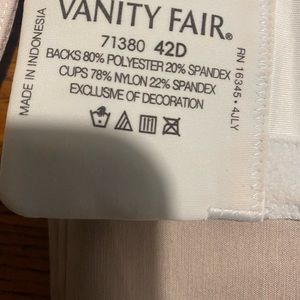 VANITY FAIR®
71380 42D
BACKS 80% POLYESTER 20% SPANDEX
CUPS 78% NYLON 22% SPANDEX
EXCLUSIVE OF DECORATION
MADE IN INDONESIA
RN 16345 • 4JLY